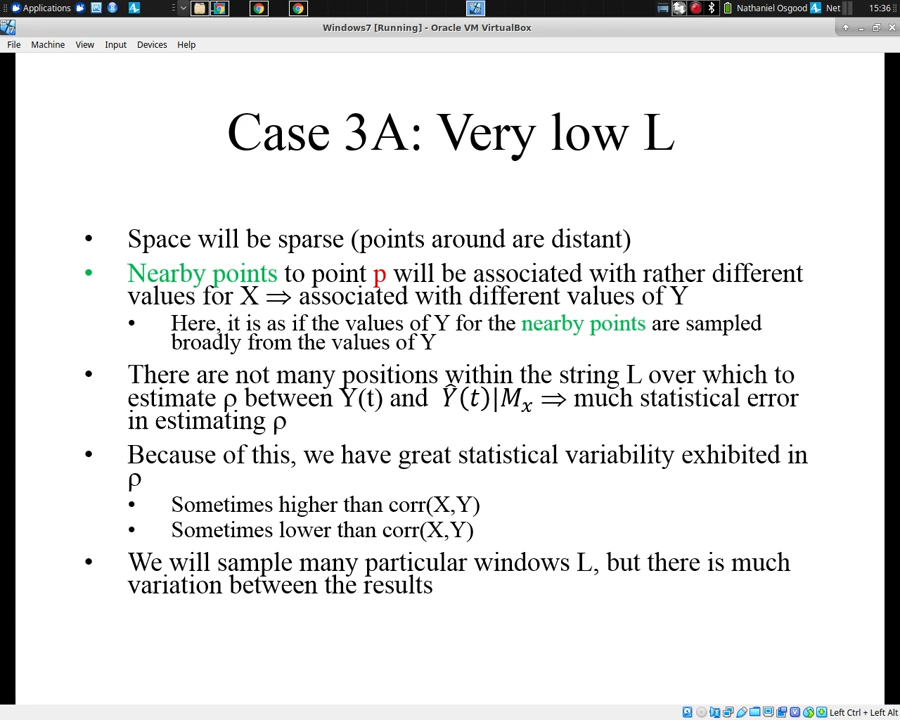 Applications
Nathaniel Osgood
Net
15:36
Windows7 [Running] - Oracle VM VirtualBox
File Machine View Input Devices Help
Case 3A: Very low L
• Space will be sparse (points around are distant)
• Nearby points to point p will be associated with rather different
values for X ⇒ associated with different values of Y
• Here, it is as if the values of Y for the nearby points are sampled
broadly from the values of Y
• There are not many positions within the string L over which to
estimate ρ between Y(t) and Ŷ(t)|Mₓ ⇒ much statistical error
in estimating ρ
• Because of this, we have great statistical variability exhibited in
ρ
• Sometimes higher than corr(X,Y)
• Sometimes lower than corr(X,Y)
• We will sample many particular windows L, but there is much
variation between the results
Left Ctrl + Left Alt